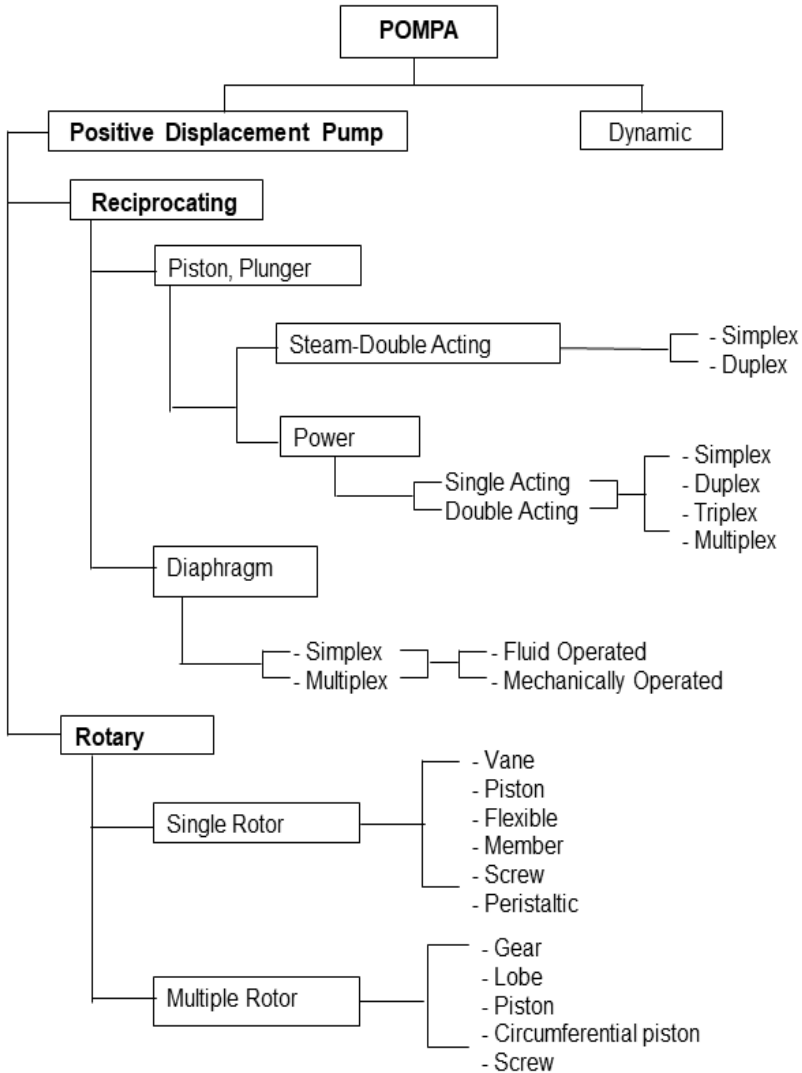 POMPA
Positive Displacement Pump
Dynamic
Reciprocating
Piston, Plunger
Steam-Double Acting
- Simplex
- Duplex
Power
Single Acting
Double Acting
- Simplex
- Duplex
- Triplex
- Multiplex
Diaphragm
- Simplex
- Multiplex
- Fluid Operated
- Mechanically Operated
Rotary
Single Rotor
- Vane
- Piston
- Flexible
- Member
- Screw
- Peristaltic
Multiple Rotor
- Gear
- Lobe
- Piston
- Circumferential piston
- Screw